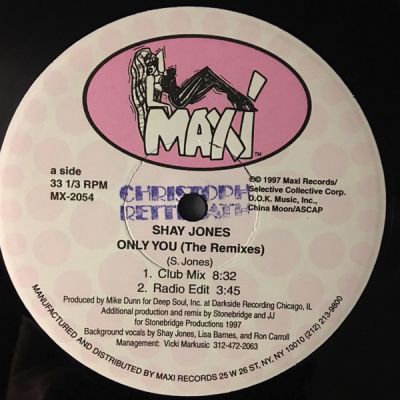 MAXI
TM
a side
33 1/3 RPM
MX-2054
℗© 1997 Maxi Records/
Selective Collective Corp.
D.O.K. Music, Inc.,
China Moon/ASCAP
CHRISTOPH
SHAY JONES
ONLY YOU (The Remixes)
(S. Jones)
1. Club Mix 8:32
2. Radio Edit 3:45
Produced by Mike Dunn for Deep Soul, Inc. at Darkside Recording Chicago, IL
Additional production and remix by Stonebridge and JJ
for Stonebridge Productions 1997
Background vocals by Shay Jones, Lisa Barnes, and Ron Carroll
Management: Vicki Markusic 312-472-2063
MANUFACTURED AND DISTRIBUTED BY MAXI RECORDS 25 W 26 ST, NY, NY 10010 (212) 213-9800